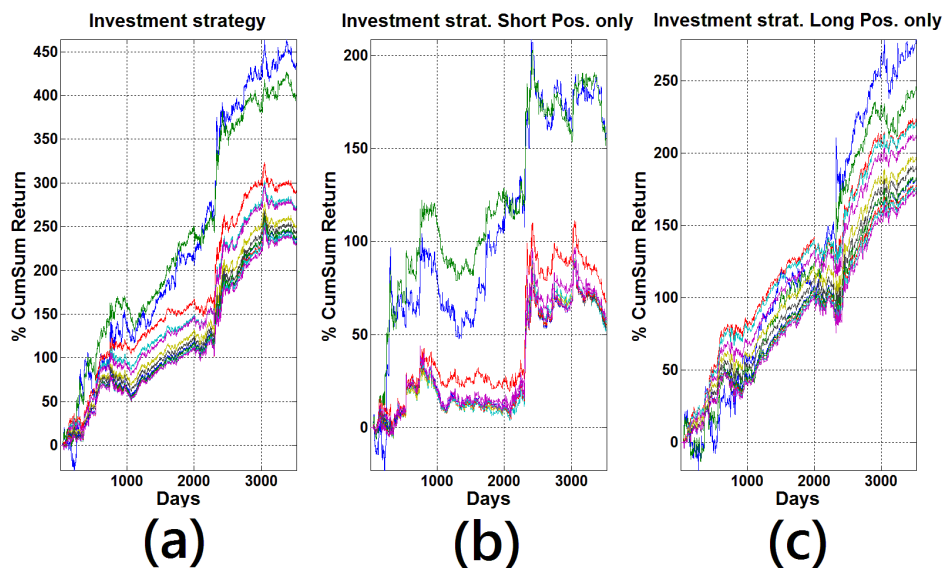 Investment strategy
% CumSum Return
450
400
350
300
250
200
150
100
50
0
1000
2000
3000
Days
(a)
Investment strat. Short Pos. only
% CumSum Return
200
150
100
50
0
1000
2000
3000
Days
(b)
Investment strat. Long Pos. only
% CumSum Return
250
200
150
100
50
0
1000
2000
3000
Days
(c)